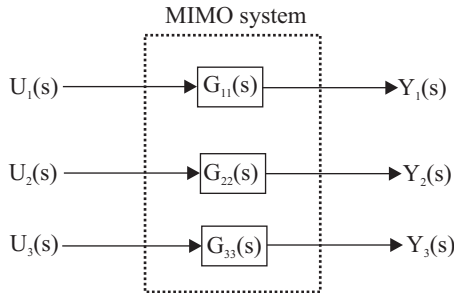 MIMO system
U₁(s) G₁₁(s) Y₁(s)
U₂(s) G₂₂(s) Y₂(s)
U₃(s) G₃₃(s) Y₃(s)